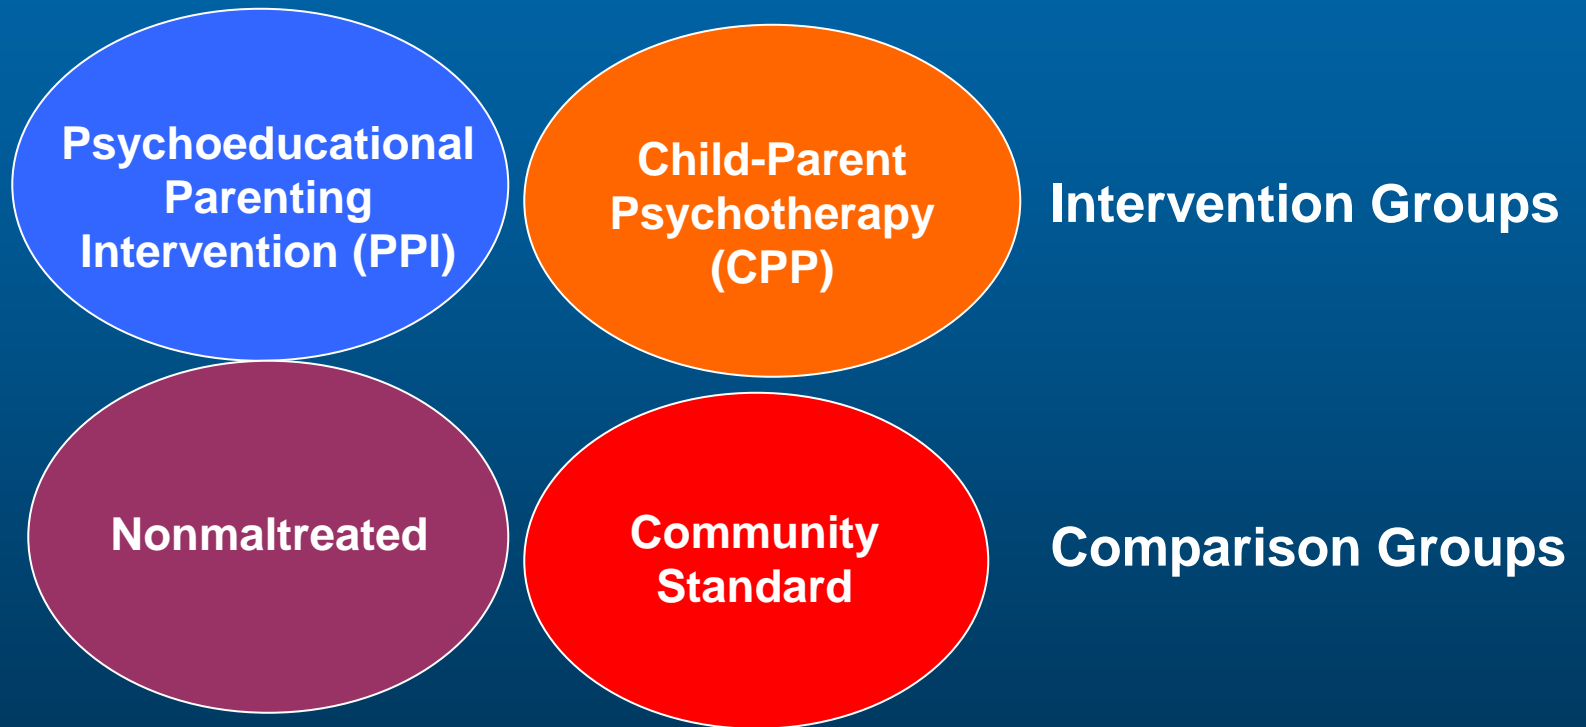 Psychoeducational
Parenting
Intervention (PPI)
Child-Parent
Psychotherapy
(CPP)
Intervention Groups
Nonmaltreated
Community
Standard
Comparison Groups